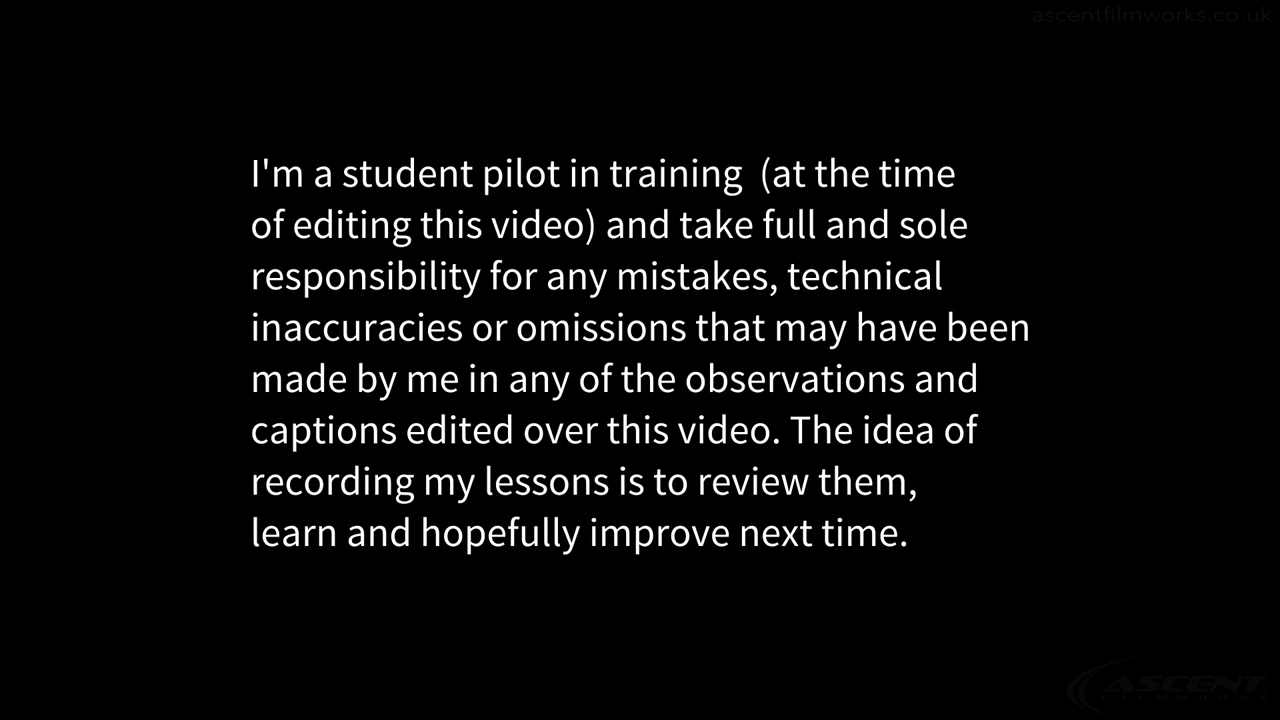 ascentfilmworks.co.uk
I'm a student pilot in training  (at the time
of editing this video) and take full and sole
responsibility for any mistakes, technical
inaccuracies or omissions that may have been
made by me in any of the observations and
captions edited over this video. The idea of
recording my lessons is to review them,
learn and hopefully improve next time.
ASCENT
FILMWORKS